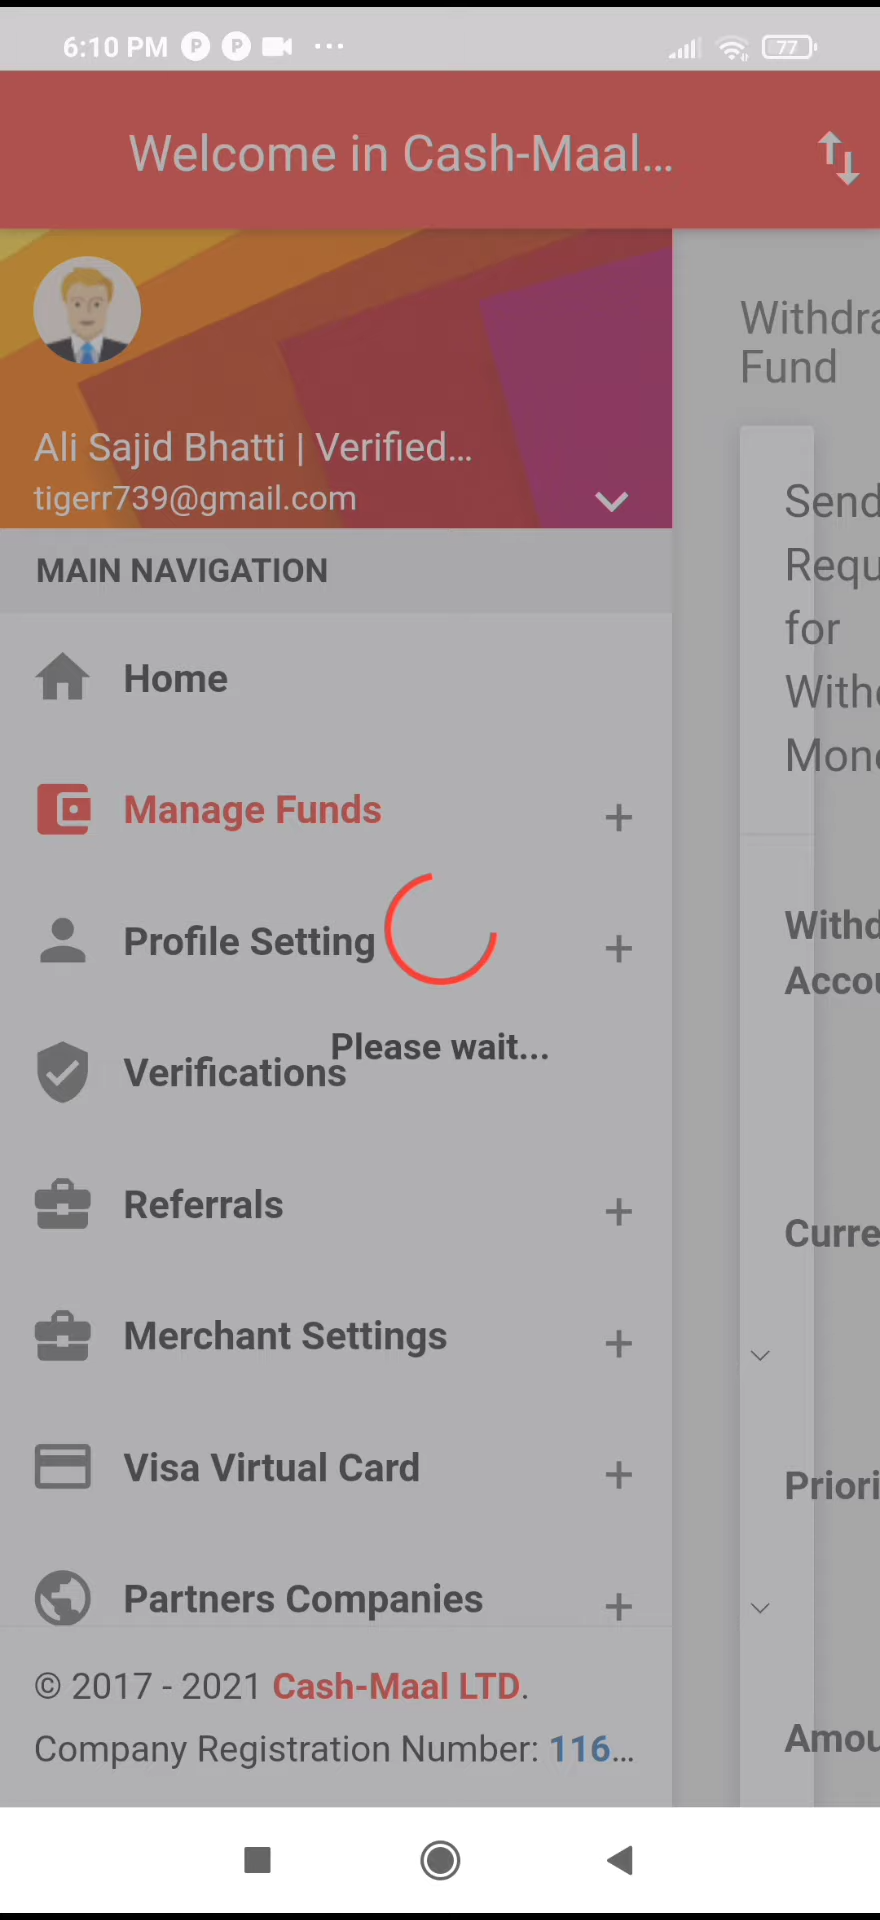 6:10 PM
77
Welcome in Cash-Maal...
Ali Sajid Bhatti | Verified...
tigerr739@gmail.com
MAIN NAVIGATION
Home
Manage Funds
Profile Setting
Please wait...
Verifications
Referrals
Merchant Settings
Visa Virtual Card
Partners Companies
© 2017 - 2021 Cash-Maal LTD.
Company Registration Number: 116...
Withdra
Fund
Send
Requ
for
With
Mon
Withd
Accou
Curre
Priori
Amou